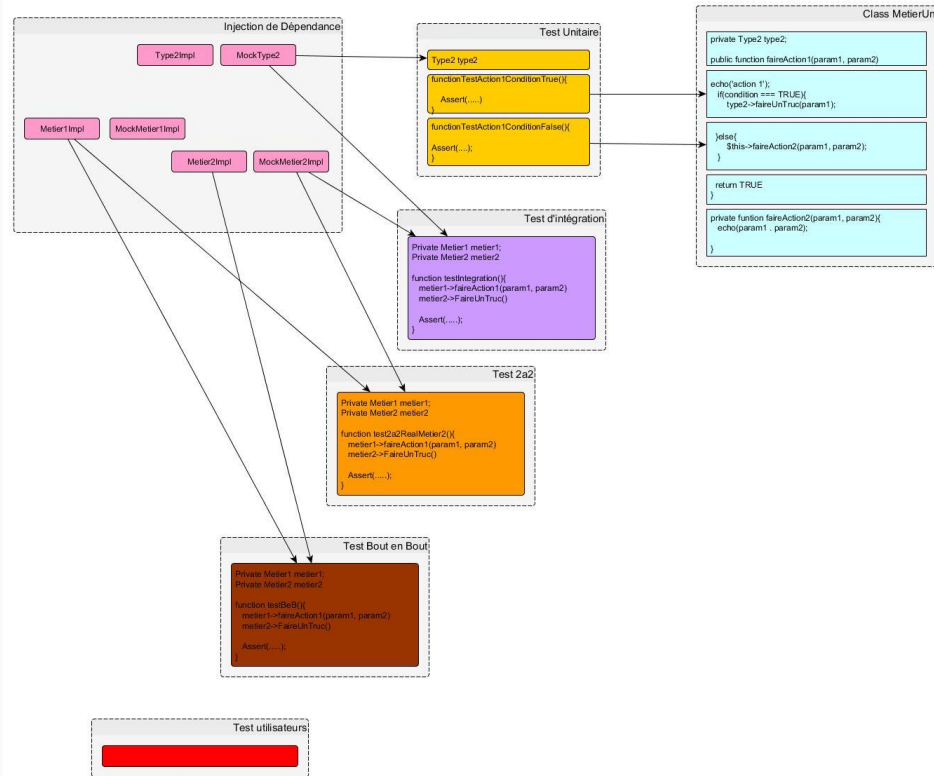 Injection de Dépendance
Type2Impl
MockType2
Metier1Impl
MockMetier1Impl
Metier2Impl
MockMetier2Impl
Test Unitaire
Type2 type2
functionTestAction1ConditionTrue(){
Assert(.....)
}
functionTestAction1ConditionFalse(){
Assert(....);
}
Class MetierUn
private Type2 type2;
public function faireAction1(param1, param2)
echo('action 1');
if(condition === TRUE){
type2->faireUnTruc(param1);
}else{
$this->faireAction2(param1, param2);
}
return TRUE
}
private funtion faireAction2(param1, param2){
echo(param1 . param2);
}
Test d'intégration
Private Metier1 metier1;
Private Metier2 metier2
function testIntegration(){
metier1->faireAction1(param1, param2)
metier2->FaireUnTruc()
Assert(.....);
}
Test 2a2
Private Metier1 metier1;
Private Metier2 metier2
function test2a2RealMetier2(){
metier1->faireAction1(param1, param2)
metier2->FaireUnTruc()
Assert(.....);
}
Test Bout en Bout
Private Metier1 metier1;
Private Metier2 metier2
function testBeB(){
metier1->faireAction1(param1, param2)
metier2->FaireUnTruc()
Assert(.....);
}
Test utilisateurs